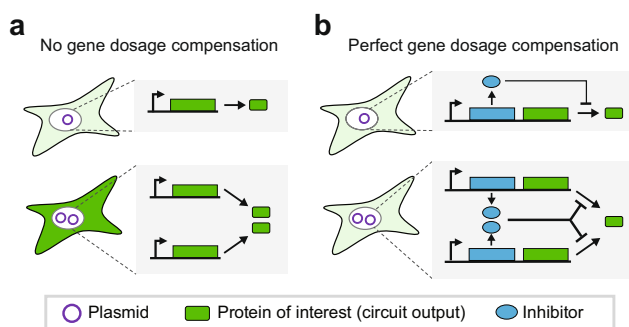 a
No gene dosage compensation
b
Perfect gene dosage compensation
Plasmid
Protein of interest (circuit output)
Inhibitor